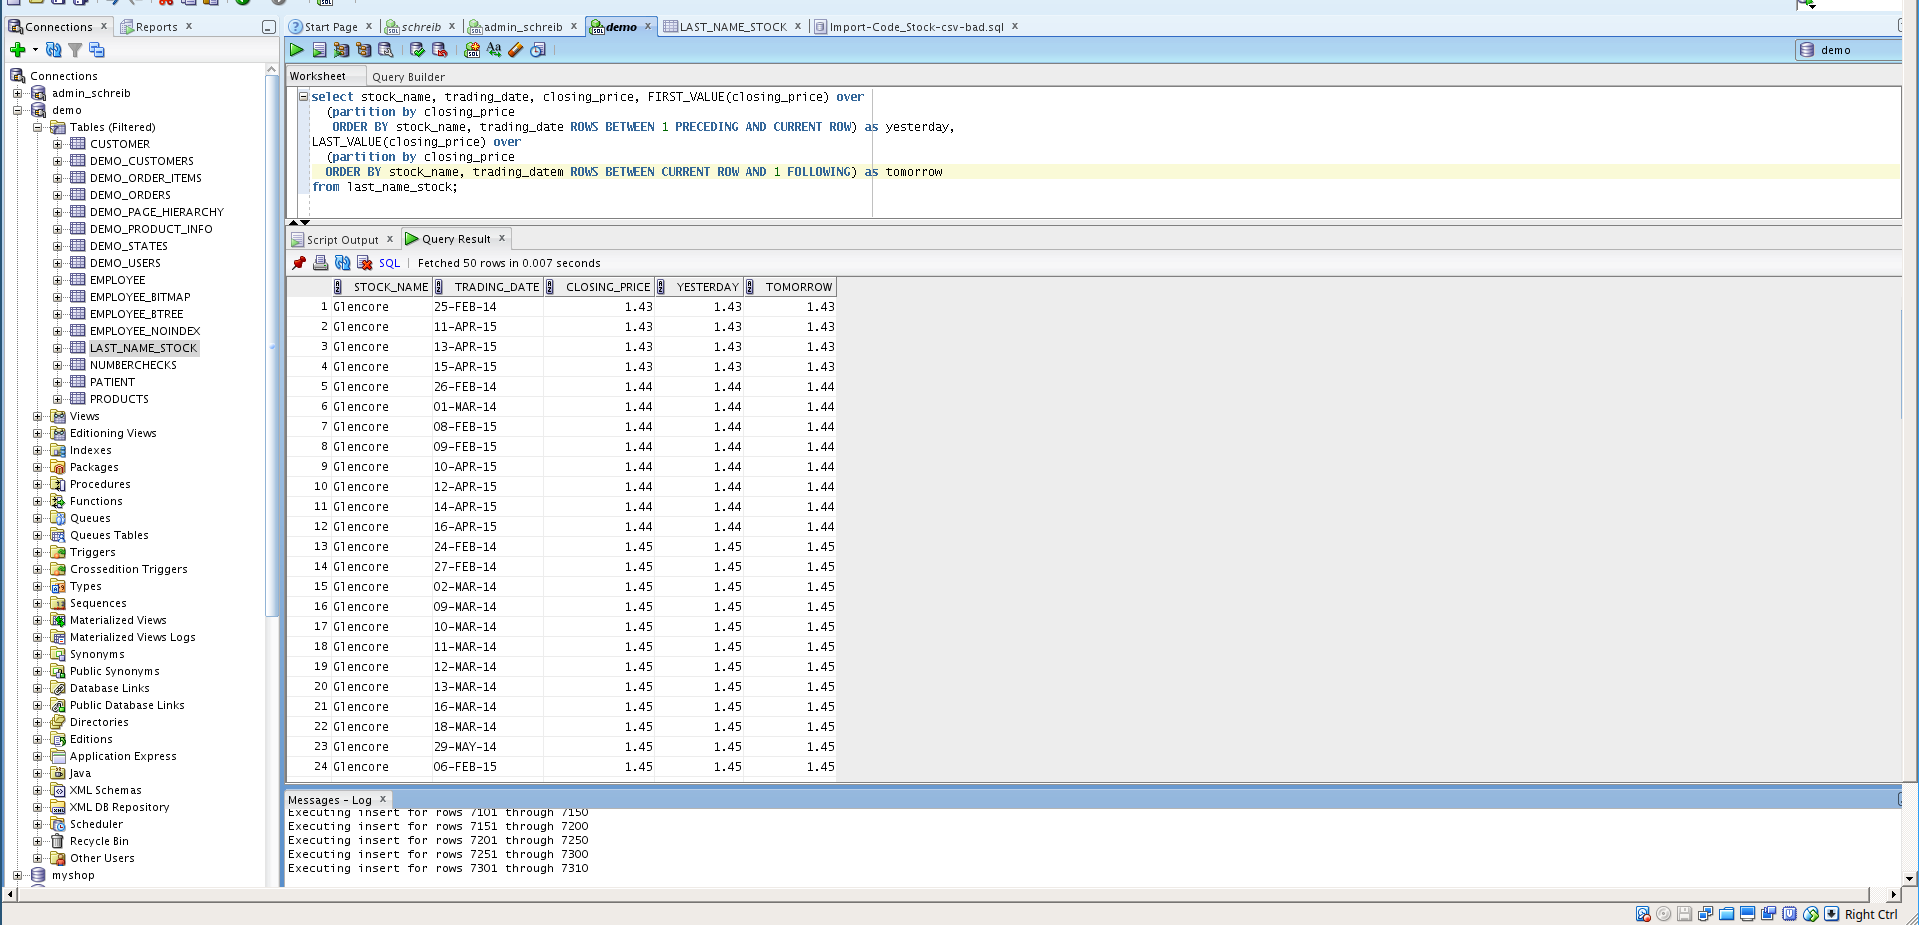 Connections x Reports x
Start Page x schreib x admin_schreib x demo x LAST_NAME_STOCK x Import-Code_Stock-csv-bad.sql x
demo
Connections
admin_schreib
demo
Tables (Filtered)
CUSTOMER
DEMO_CUSTOMERS
DEMO_ORDER_ITEMS
DEMO_ORDERS
DEMO_PAGE_HIERARCHY
DEMO_PRODUCT_INFO
DEMO_STATES
DEMO_USERS
EMPLOYEE
EMPLOYEE_BITMAP
EMPLOYEE_BTREE
EMPLOYEE_NOINDEX
LAST_NAME_STOCK
NUMBERCHECKS
PATIENT
PRODUCTS
Views
Editioning Views
Indexes
Packages
Procedures
Functions
Queues
Queues Tables
Triggers
Crossedition Triggers
Types
Sequences
Materialized Views
Materialized Views Logs
Synonyms
Public Synonyms
Database Links
Public Database Links
Directories
Editions
Application Express
Java
XML Schemas
XML DB Repository
Scheduler
Recycle Bin
Other Users
myshop
Worksheet Query Builder
select stock_name, trading_date, closing_price, FIRST_VALUE(closing_price) over
(partition by closing_price
ORDER BY stock_name, trading_date ROWS BETWEEN 1 PRECEDING AND CURRENT ROW) as yesterday,
LAST_VALUE(closing_price) over
(partition by closing_price
ORDER BY stock_name, trading_datem ROWS BETWEEN CURRENT ROW AND 1 FOLLOWING) as tomorrow
from last_name_stock;
Script Output x Query Result x
SQL | Fetched 50 rows in 0.007 seconds
STOCK_NAME TRADING_DATE CLOSING_PRICE YESTERDAY TOMORROW
1 Glencore 25-FEB-14 1.43 1.43 1.43
2 Glencore 11-APR-15 1.43 1.43 1.43
3 Glencore 13-APR-15 1.43 1.43 1.43
4 Glencore 15-APR-15 1.43 1.43 1.43
5 Glencore 26-FEB-14 1.44 1.44 1.44
6 Glencore 01-MAR-14 1.44 1.44 1.44
7 Glencore 08-FEB-15 1.44 1.44 1.44
8 Glencore 09-FEB-15 1.44 1.44 1.44
9 Glencore 10-APR-15 1.44 1.44 1.44
10 Glencore 12-APR-15 1.44 1.44 1.44
11 Glencore 14-APR-15 1.44 1.44 1.44
12 Glencore 16-APR-15 1.44 1.44 1.44
13 Glencore 24-FEB-14 1.45 1.45 1.45
14 Glencore 27-FEB-14 1.45 1.45 1.45
15 Glencore 02-MAR-14 1.45 1.45 1.45
16 Glencore 09-MAR-14 1.45 1.45 1.45
17 Glencore 10-MAR-14 1.45 1.45 1.45
18 Glencore 11-MAR-14 1.45 1.45 1.45
19 Glencore 12-MAR-14 1.45 1.45 1.45
20 Glencore 13-MAR-14 1.45 1.45 1.45
21 Glencore 16-MAR-14 1.45 1.45 1.45
22 Glencore 18-MAR-14 1.45 1.45 1.45
23 Glencore 29-MAY-14 1.45 1.45 1.45
24 Glencore 06-FEB-15 1.45 1.45 1.45
Messages - Log x
Executing insert for rows 7101 through 7150
Executing insert for rows 7151 through 7200
Executing insert for rows 7201 through 7250
Executing insert for rows 7251 through 7300
Executing insert for rows 7301 through 7310
Right Ctrl